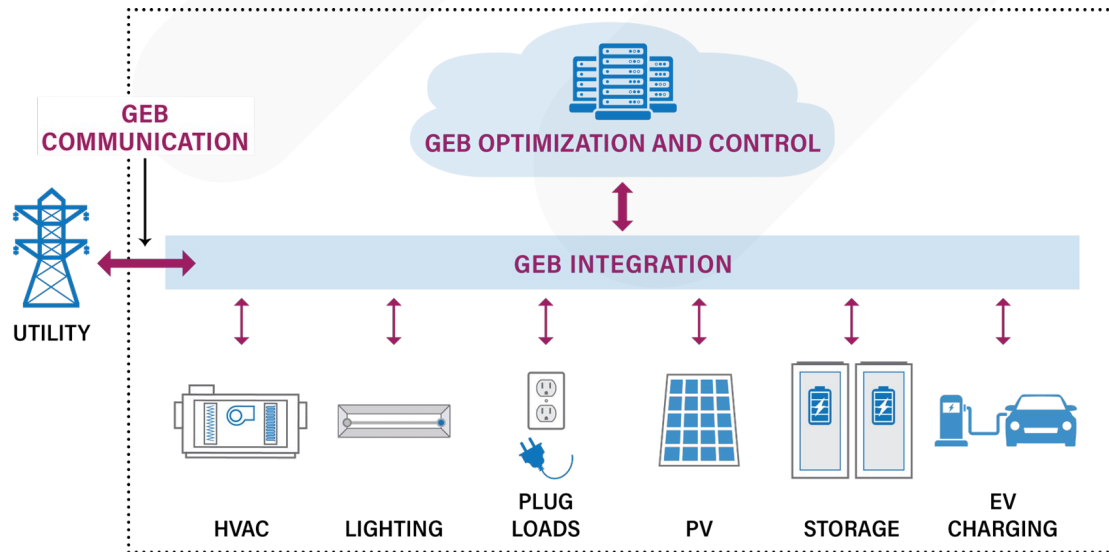 GEB
COMMUNICATION
GEB OPTIMIZATION AND CONTROL
GEB INTEGRATION
UTILITY
HVAC
LIGHTING
PLUG
LOADS
PV
STORAGE
EV
CHARGING